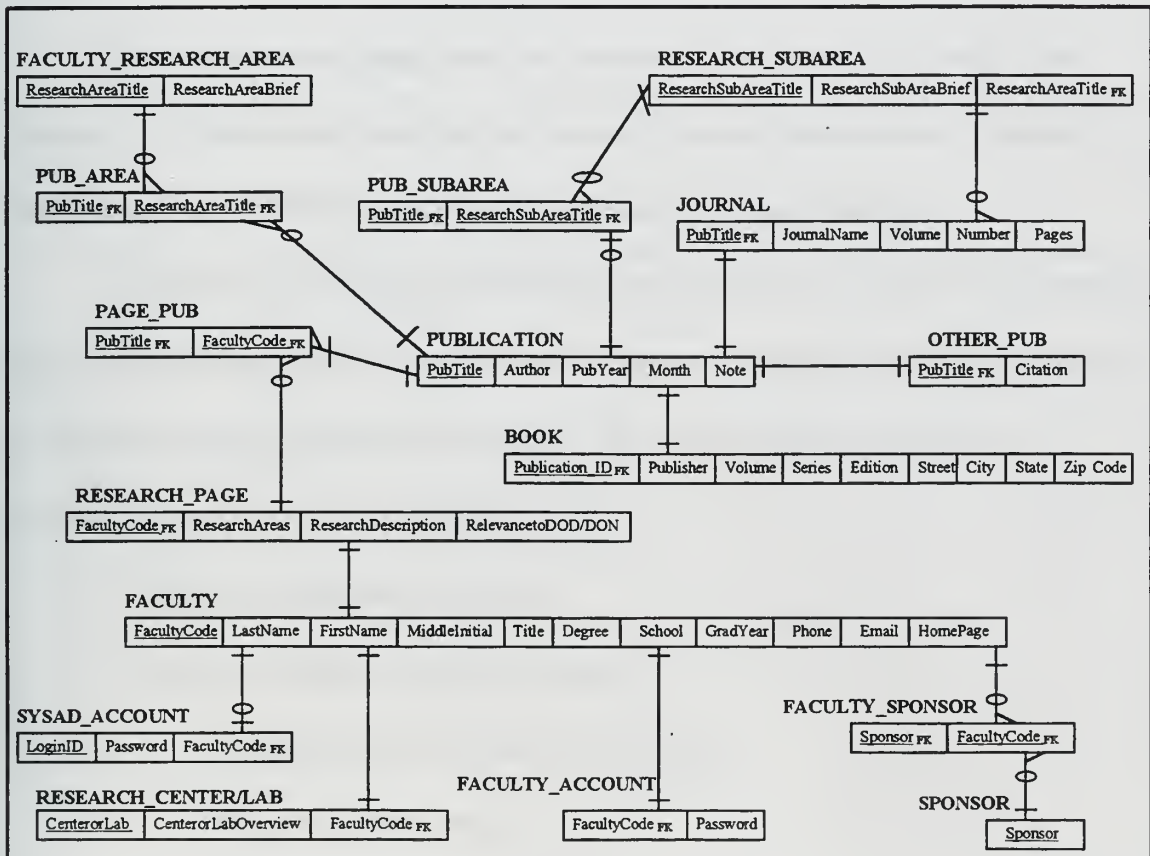 FACULTY_RESEARCH_AREA
ResearchAreaTitle ResearchAreaBrief
RESEARCH_SUBAREA
ResearchSubAreaTitle ResearchSubAreaBrief ResearchAreaTitle FK
PUB_AREA
PubTitle FK ResearchAreaTitle FK
PUB_SUBAREA
PubTitle FK ResearchSubAreaTitle FK
JOURNAL
PubTitle FK JournalName Volume Number Pages
PAGE_PUB
PubTitle FK FacultyCode FK
PUBLICATION
PubTitle Author PubYear Month Note
OTHER_PUB
PubTitle FK Citation
BOOK
Publication_ID FK Publisher Volume Series Edition Street City State Zip Code
RESEARCH_PAGE
FacultyCode FK ResearchAreas ResearchDescription RelevancetoDOD/DON
FACULTY
FacultyCode LastName FirstName MiddleInitial Title Degree School GradYear Phone Email HomePage
SYSAD_ACCOUNT
LoginID Password FacultyCode FK
FACULTY_SPONSOR
Sponsor FK FacultyCode FK
RESEARCH_CENTER/LAB
CenterorLab CenterorLabOverview FacultyCode FK
FACULTY_ACCOUNT
FacultyCode FK Password
SPONSOR
Sponsor